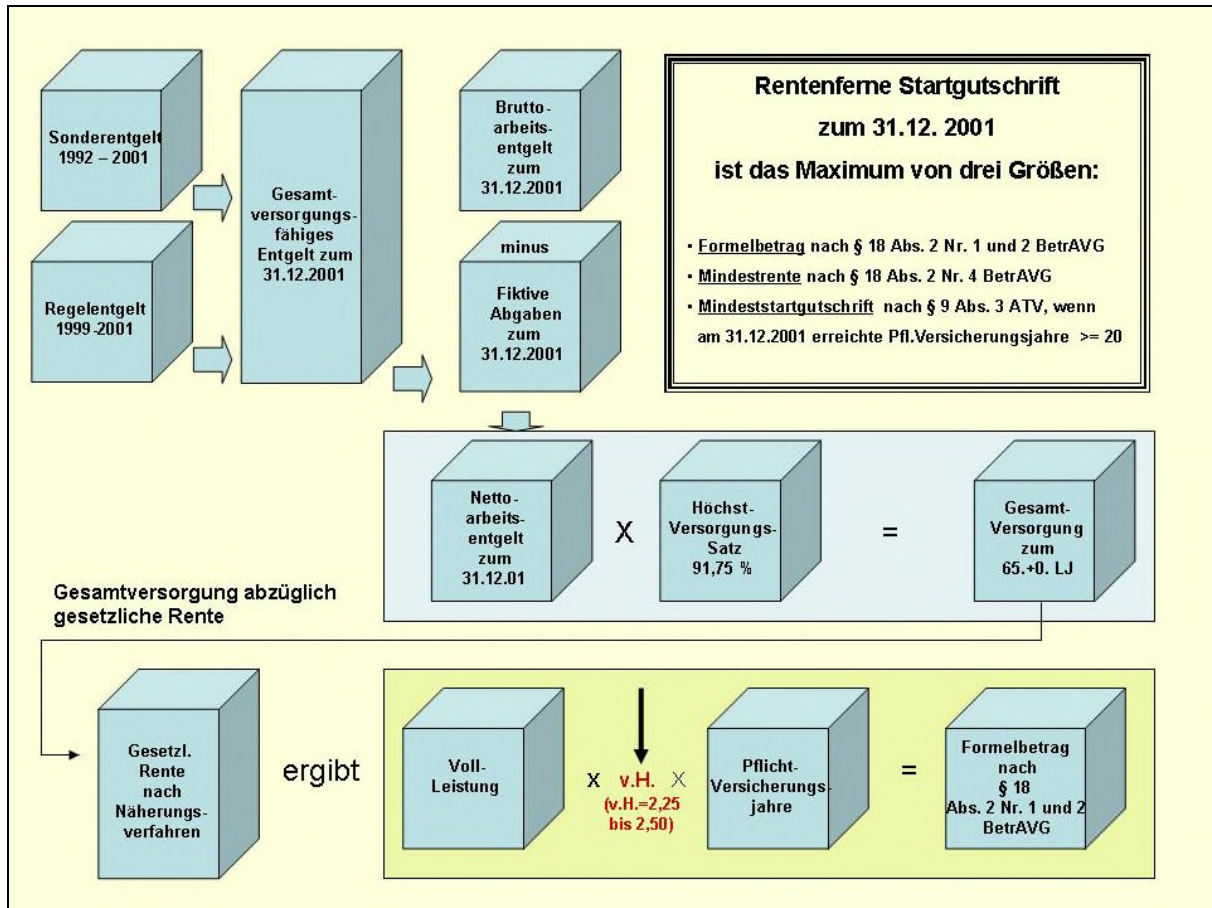 Sonderentgelt
1992 – 2001
Regelentgelt
1999-2001
Gesamt-
versorgungs-
fähiges
Entgelt zum
31.12.2001
Brutto-
arbeits-
entgelt
zum
31.12.2001
minus
Fiktive
Abgaben
zum
31.12.2001
Rentenferne Startgutschrift
zum 31.12. 2001
ist das Maximum von drei Größen:
• Formelbetrag nach § 18 Abs. 2 Nr. 1 und 2 BetrAVG
• Mindestrente nach § 18 Abs. 2 Nr. 4 BetrAVG
• Mindeststartgutschrift nach § 9 Abs. 3 ATV, wenn
am 31.12.2001 erreichte Pfl.Versicherungsjahre >= 20
Netto-
arbeits-
entgelt
zum
31.12.01
X
Höchst-
Versorgungs-
Satz
91,75 %
=
Gesamt-
Versorgung
zum
65.+0. LJ
Gesamtversorgung abzüglich
gesetzliche Rente
Gesetzl.
Rente
nach
Näherungs-
verfahren
ergibt
Voll-
Leistung
x v.H. x
(v.H.=2,25
bis 2,50)
Pflicht-
Versicherungs-
jahre
=
Formelbetrag
nach
§ 18
Abs. 2 Nr. 1 und 2
BetrAVG